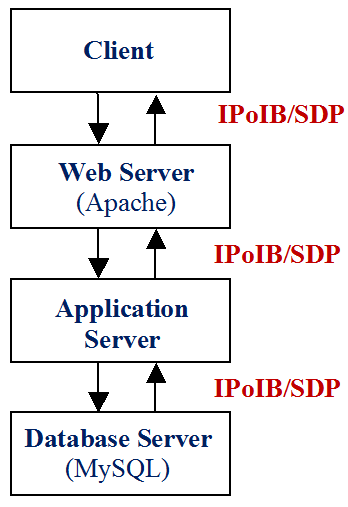 Client
IPoIB/SDP
Web Server
(Apache)
IPoIB/SDP
Application
Server
IPoIB/SDP
Database Server
(MySQL)